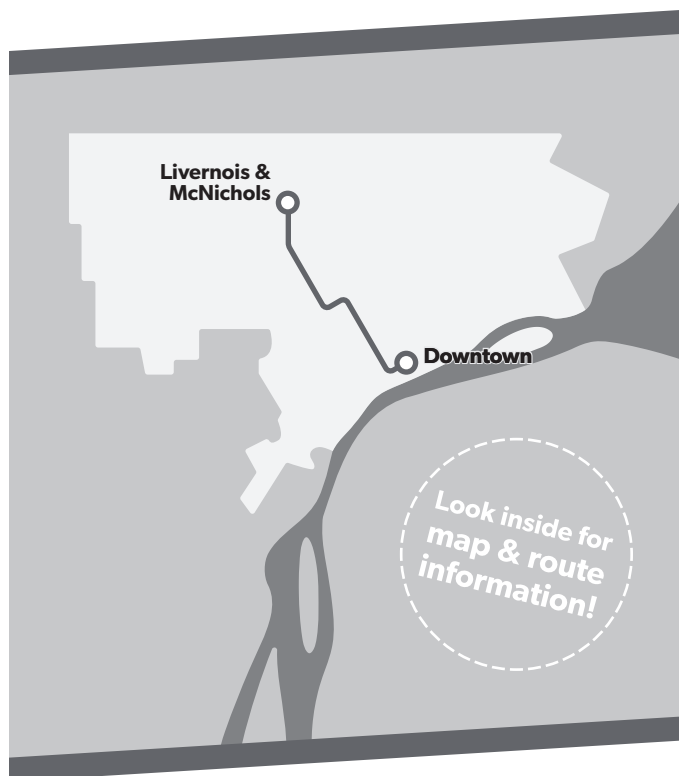 Livernois &
McNichols
Downtown
Look inside for
map & route
information!